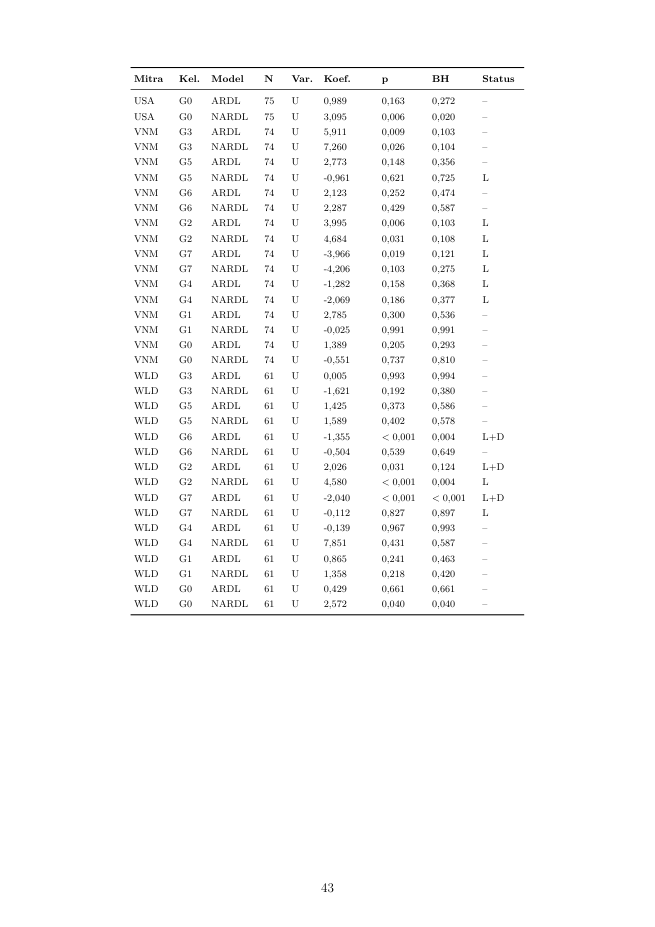 Mitra Kel. Model N Var. Koef. p BH Status
USA G0 ARDL 75 U 0,989 0,163 0,272 –
USA G0 NARDL 75 U 3,095 0,006 0,020 –
VNM G3 ARDL 74 U 5,911 0,009 0,103 –
VNM G3 NARDL 74 U 7,260 0,026 0,104 –
VNM G5 ARDL 74 U 2,773 0,148 0,356 –
VNM G5 NARDL 74 U -0,961 0,621 0,725 L
VNM G6 ARDL 74 U 2,123 0,252 0,474 –
VNM G6 NARDL 74 U 2,287 0,429 0,587 –
VNM G2 ARDL 74 U 3,995 0,006 0,103 L
VNM G2 NARDL 74 U 4,684 0,031 0,108 L
VNM G7 ARDL 74 U -3,966 0,019 0,121 L
VNM G7 NARDL 74 U -4,206 0,103 0,275 L
VNM G4 ARDL 74 U -1,282 0,158 0,368 L
VNM G4 NARDL 74 U -2,069 0,186 0,377 L
VNM G1 ARDL 74 U 2,785 0,300 0,536 –
VNM G1 NARDL 74 U -0,025 0,991 0,991 –
VNM G0 ARDL 74 U 1,389 0,205 0,293 –
VNM G0 NARDL 74 U -0,551 0,737 0,810 –
WLD G3 ARDL 61 U 0,005 0,993 0,994 –
WLD G3 NARDL 61 U -1,621 0,192 0,380 –
WLD G5 ARDL 61 U 1,425 0,373 0,586 –
WLD G5 NARDL 61 U 1,589 0,402 0,578 –
WLD G6 ARDL 61 U -1,355 < 0,001 0,004 L+D
WLD G6 NARDL 61 U -0,504 0,539 0,649 –
WLD G2 ARDL 61 U 2,026 0,031 0,124 L+D
WLD G2 NARDL 61 U 4,580 < 0,001 0,004 L
WLD G7 ARDL 61 U -2,040 < 0,001 < 0,001 L+D
WLD G7 NARDL 61 U -0,112 0,827 0,897 L
WLD G4 ARDL 61 U -0,139 0,967 0,993 –
WLD G4 NARDL 61 U 7,851 0,431 0,587 –
WLD G1 ARDL 61 U 0,865 0,241 0,463 –
WLD G1 NARDL 61 U 1,358 0,218 0,420 –
WLD G0 ARDL 61 U 0,429 0,661 0,661 –
WLD G0 NARDL 61 U 2,572 0,040 0,040 –
43